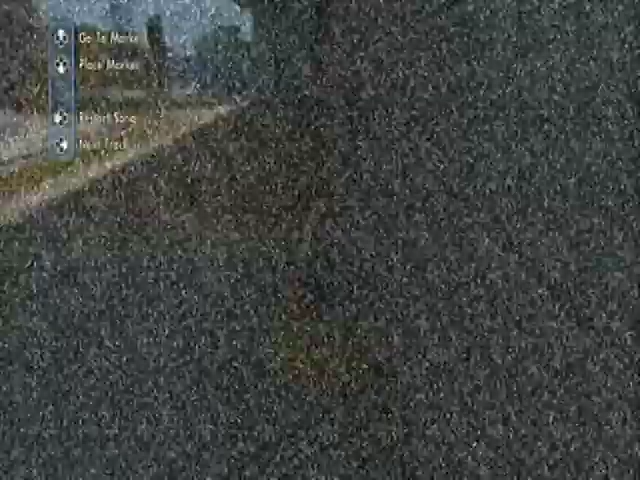 Go To Marker
Place Marker
Restart Song
Next Track